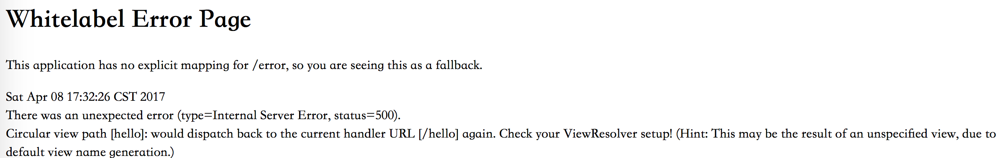 Whitelabel Error Page
This application has no explicit mapping for /error, so you are seeing this as a fallback.
Sat Apr 08 17:32:26 CST 2017
There was an unexpected error (type=Internal Server Error, status=500).
Circular view path [hello]: would dispatch back to the current handler URL [/hello] again. Check your ViewResolver setup! (Hint: This may be the result of an unspecified view, due to
default view name generation.)